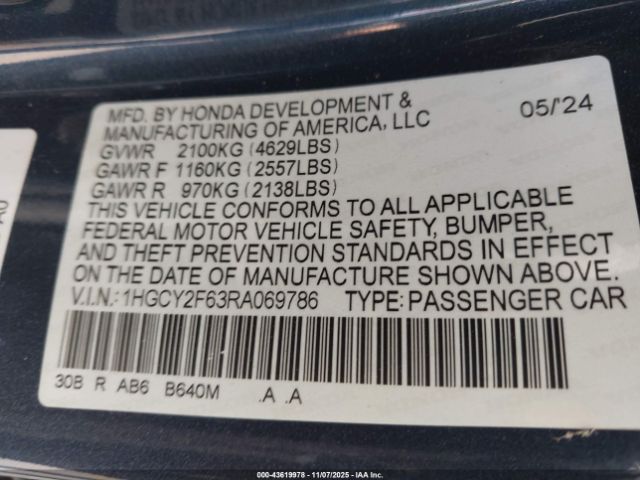 MFD. BY HONDA DEVELOPMENT &
MANUFACTURING OF AMERICA, LLC 05/'24
GVWR 2100KG (4629LBS)
GAWR F 1160KG (2557LBS)
GAWR R 970KG (2138LBS)
THIS VEHICLE CONFORMS TO ALL APPLICABLE
FEDERAL MOTOR VEHICLE SAFETY, BUMPER,
AND THEFT PREVENTION STANDARDS IN EFFECT
ON THE DATE OF MANUFACTURE SHOWN ABOVE.
V.I.N.: 1HGCY2F63RA069786 TYPE: PASSENGER CAR
30B R AB6 B640M .A .A
000-43619978 - 11/07/2025 - IAA Inc.